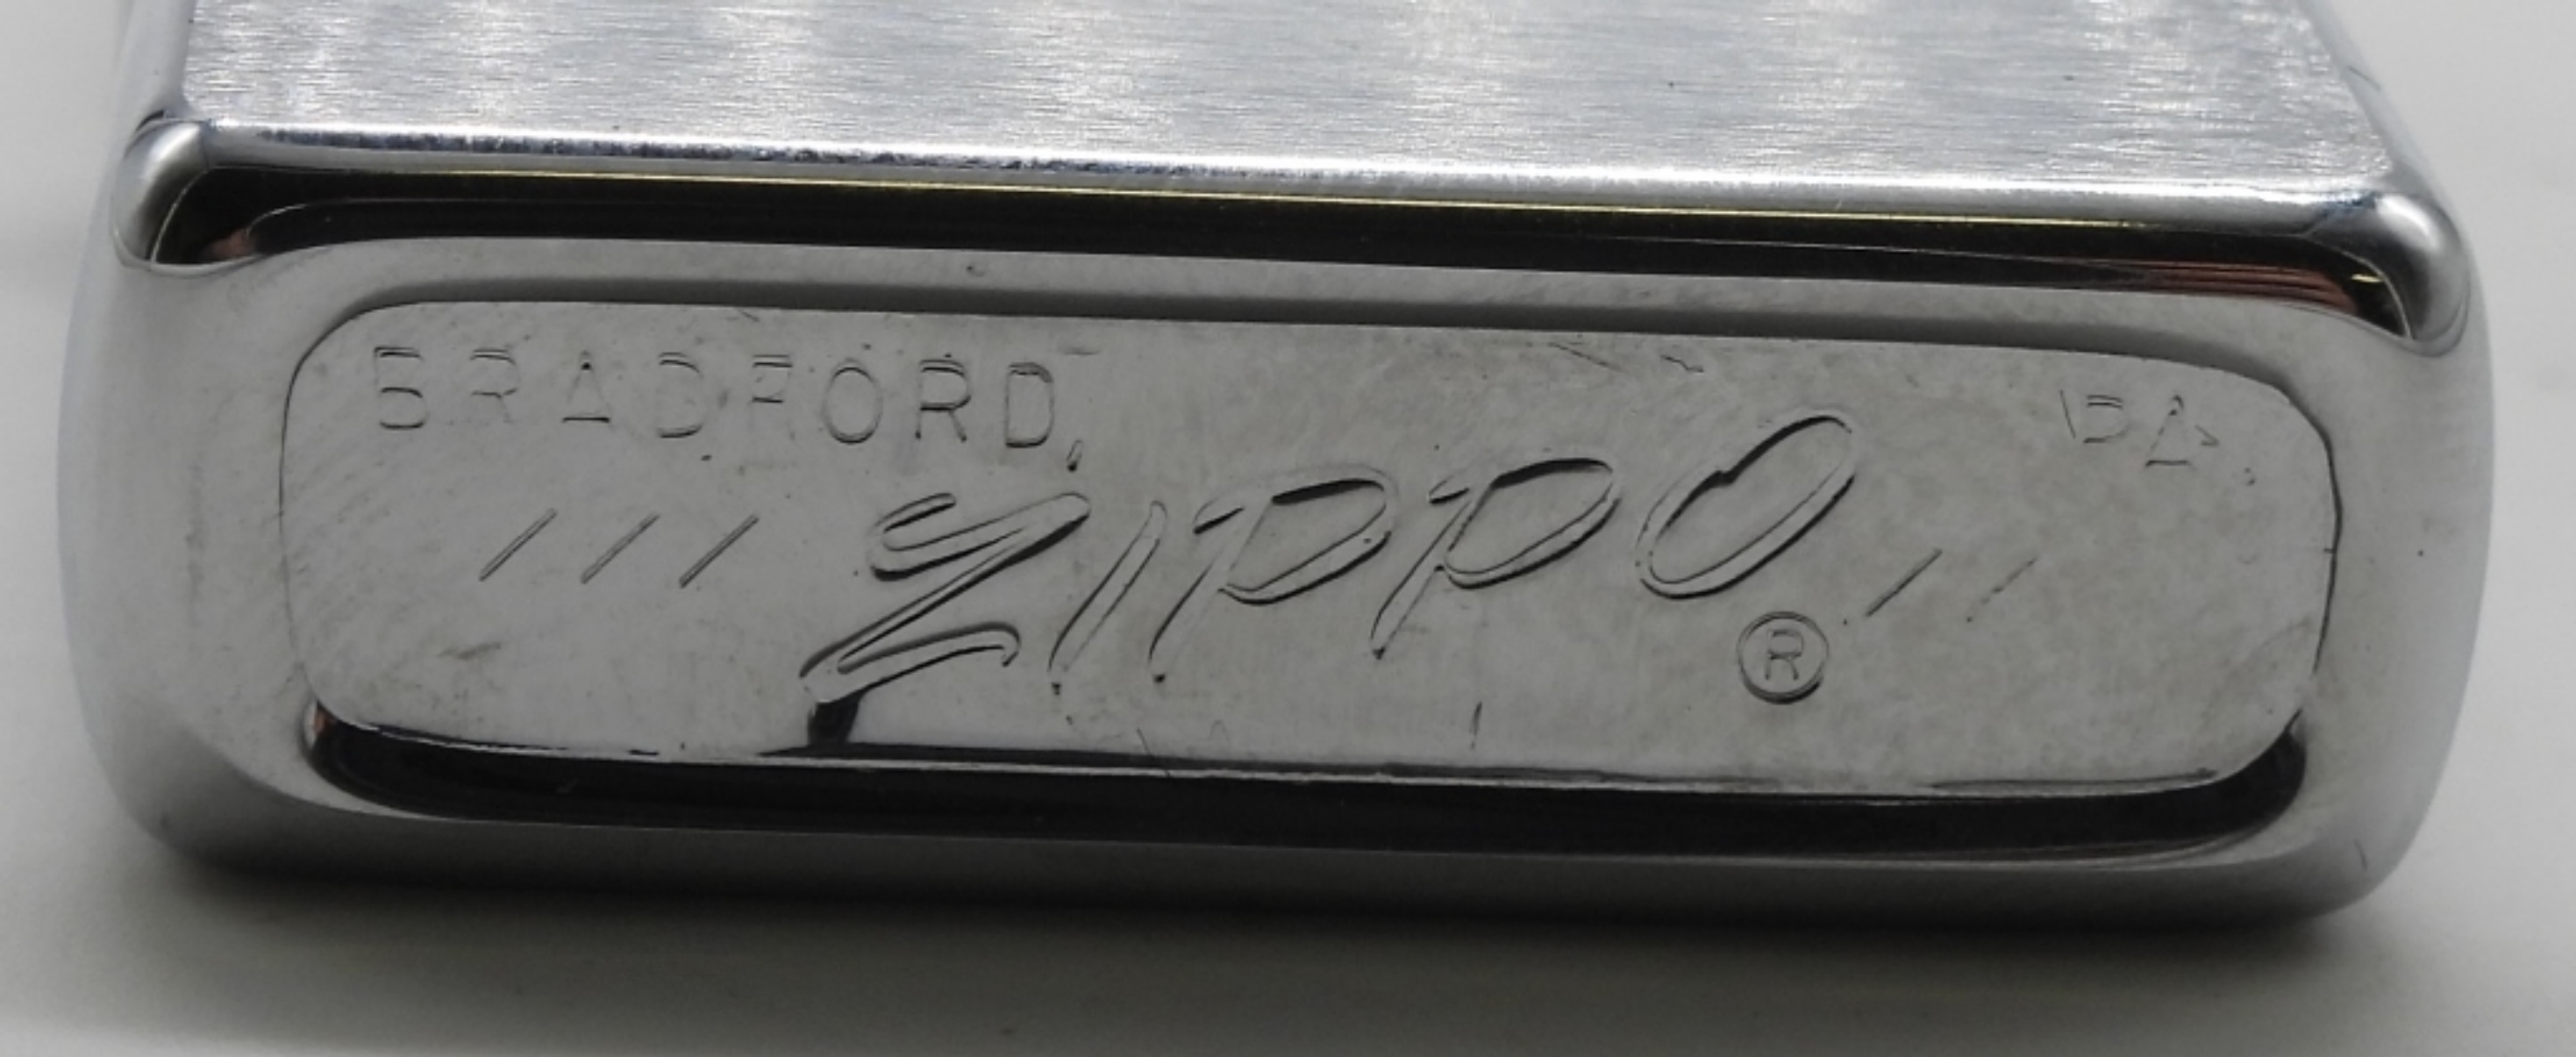 BRADFORD, PA.
/// Zippo ® //